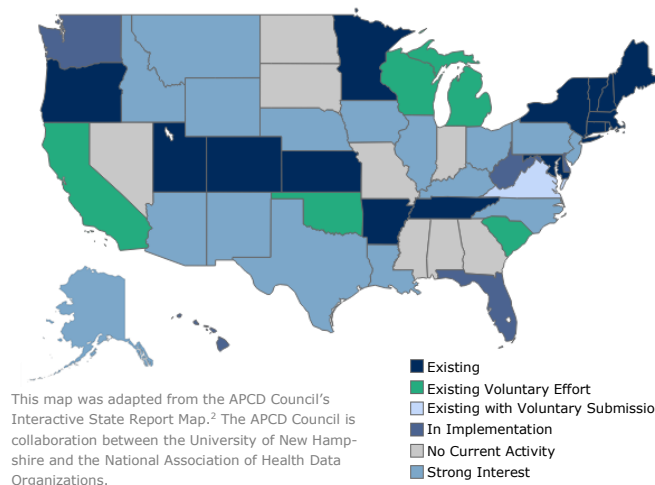 Existing
Existing Voluntary Effort
Existing with Voluntary Submissio
In Implementation
No Current Activity
Strong Interest
This map was adapted from the APCD Council’s
Interactive State Report Map.2 The APCD Council is
collaboration between the University of New Hamp-
shire and the National Association of Health Data
Organizations.